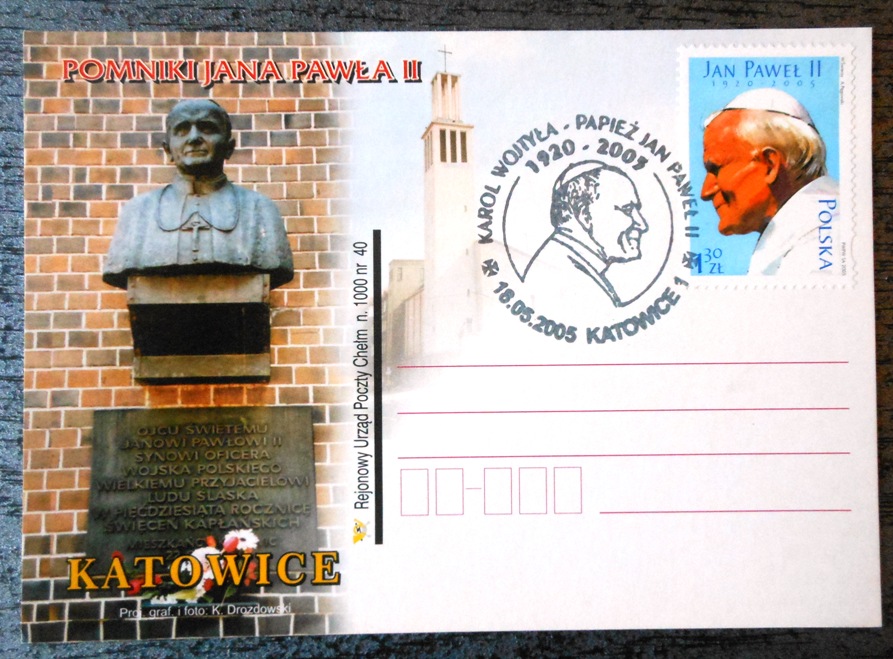 POMNIKI JANA PAWŁA II
OJCU ŚWIĘTEMU
JANOWI PAWŁOWI II
SYNOWI OFICERA
WOJSKA POLSKIEGO
WIELKIEMU PRZYJACIELOWI
LUDU ŚLĄSKA
W PIĘĆDZIESIĄTĄ ROCZNICĘ
ŚWIĘCEŃ KAPŁAŃSKICH
KATOWICE
Proj. graf. i foto: K. Drozdowski
Rejonowy Urząd Poczty Chełm n. 1000 nr 40
KAROL WOJTYŁA - PAPIEŻ JAN PAWEŁ II
1920 - 2005
18.05.2005 KATOWICE 1
JAN PAWEŁ II
1920-2005
POLSKA
1 30
ZŁ